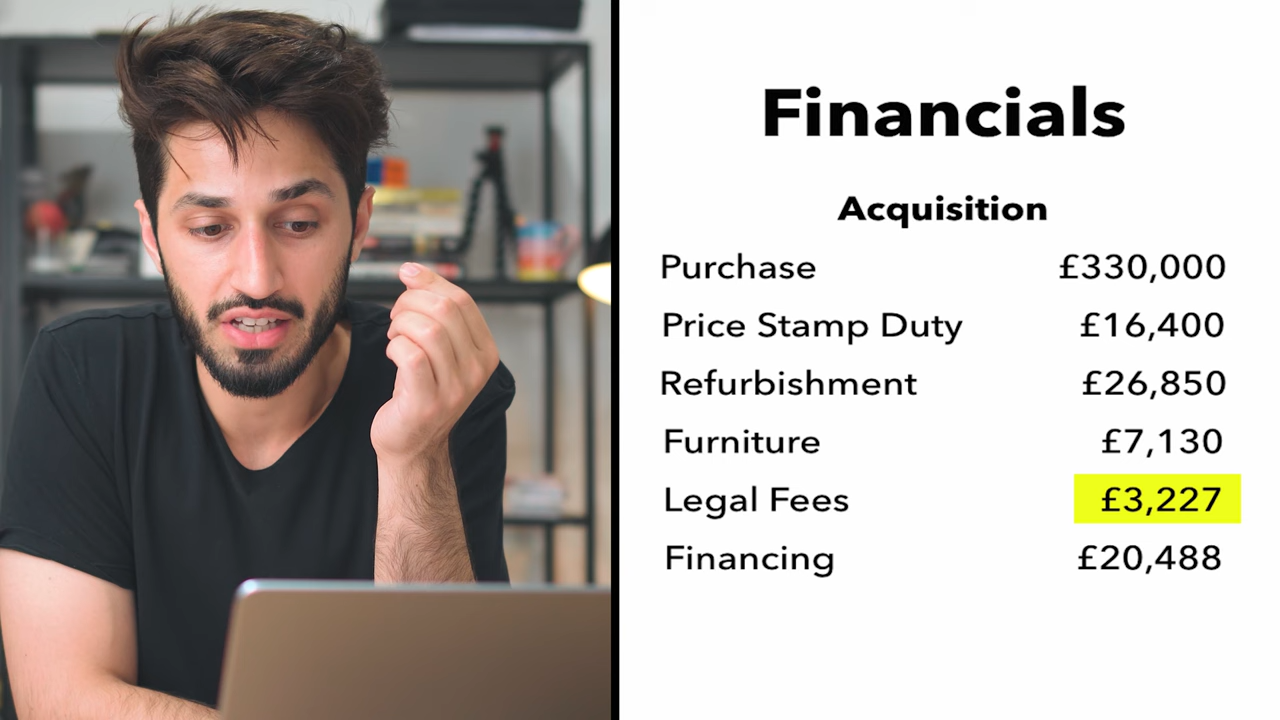 Financials
Acquisition
Purchase £330,000
Price Stamp Duty £16,400
Refurbishment £26,850
Furniture £7,130
Legal Fees £3,227
Financing £20,488